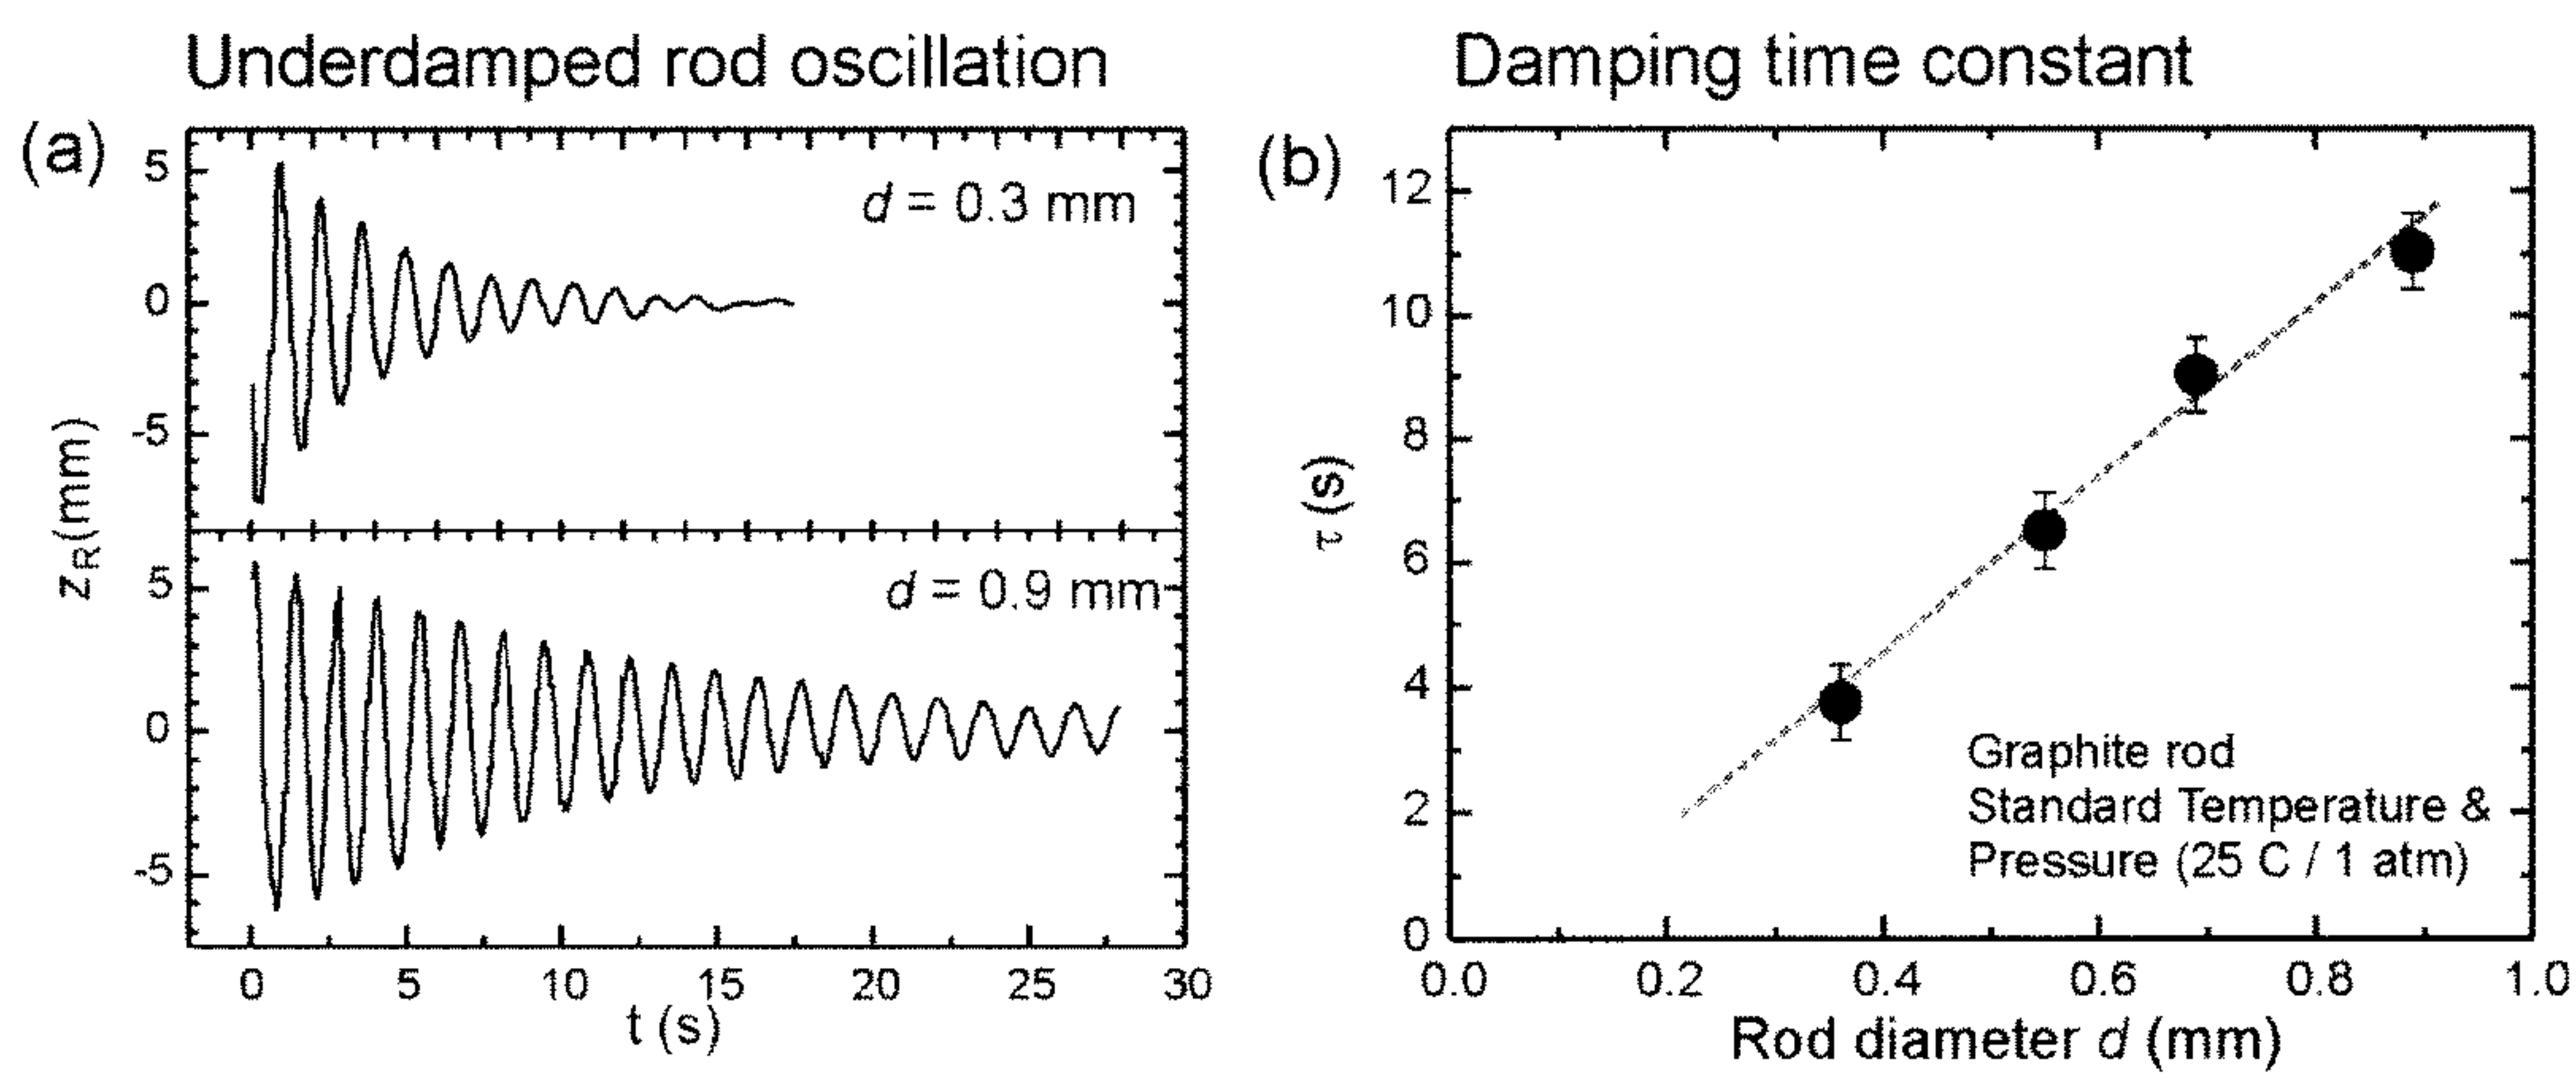 Underdamped rod oscillation
(a)
d = 0.3 mm
5
0
-5
d = 0.9 mm
5
0
-5
zR(mm)
0 5 10 15 20 25 30
t (s)
Damping time constant
(b)
12
10
8
6
4
2
0
τ (s)
Graphite rod
Standard Temperature &
Pressure (25 C / 1 atm)
0.0 0.2 0.4 0.6 0.8 1.0
Rod diameter d (mm)